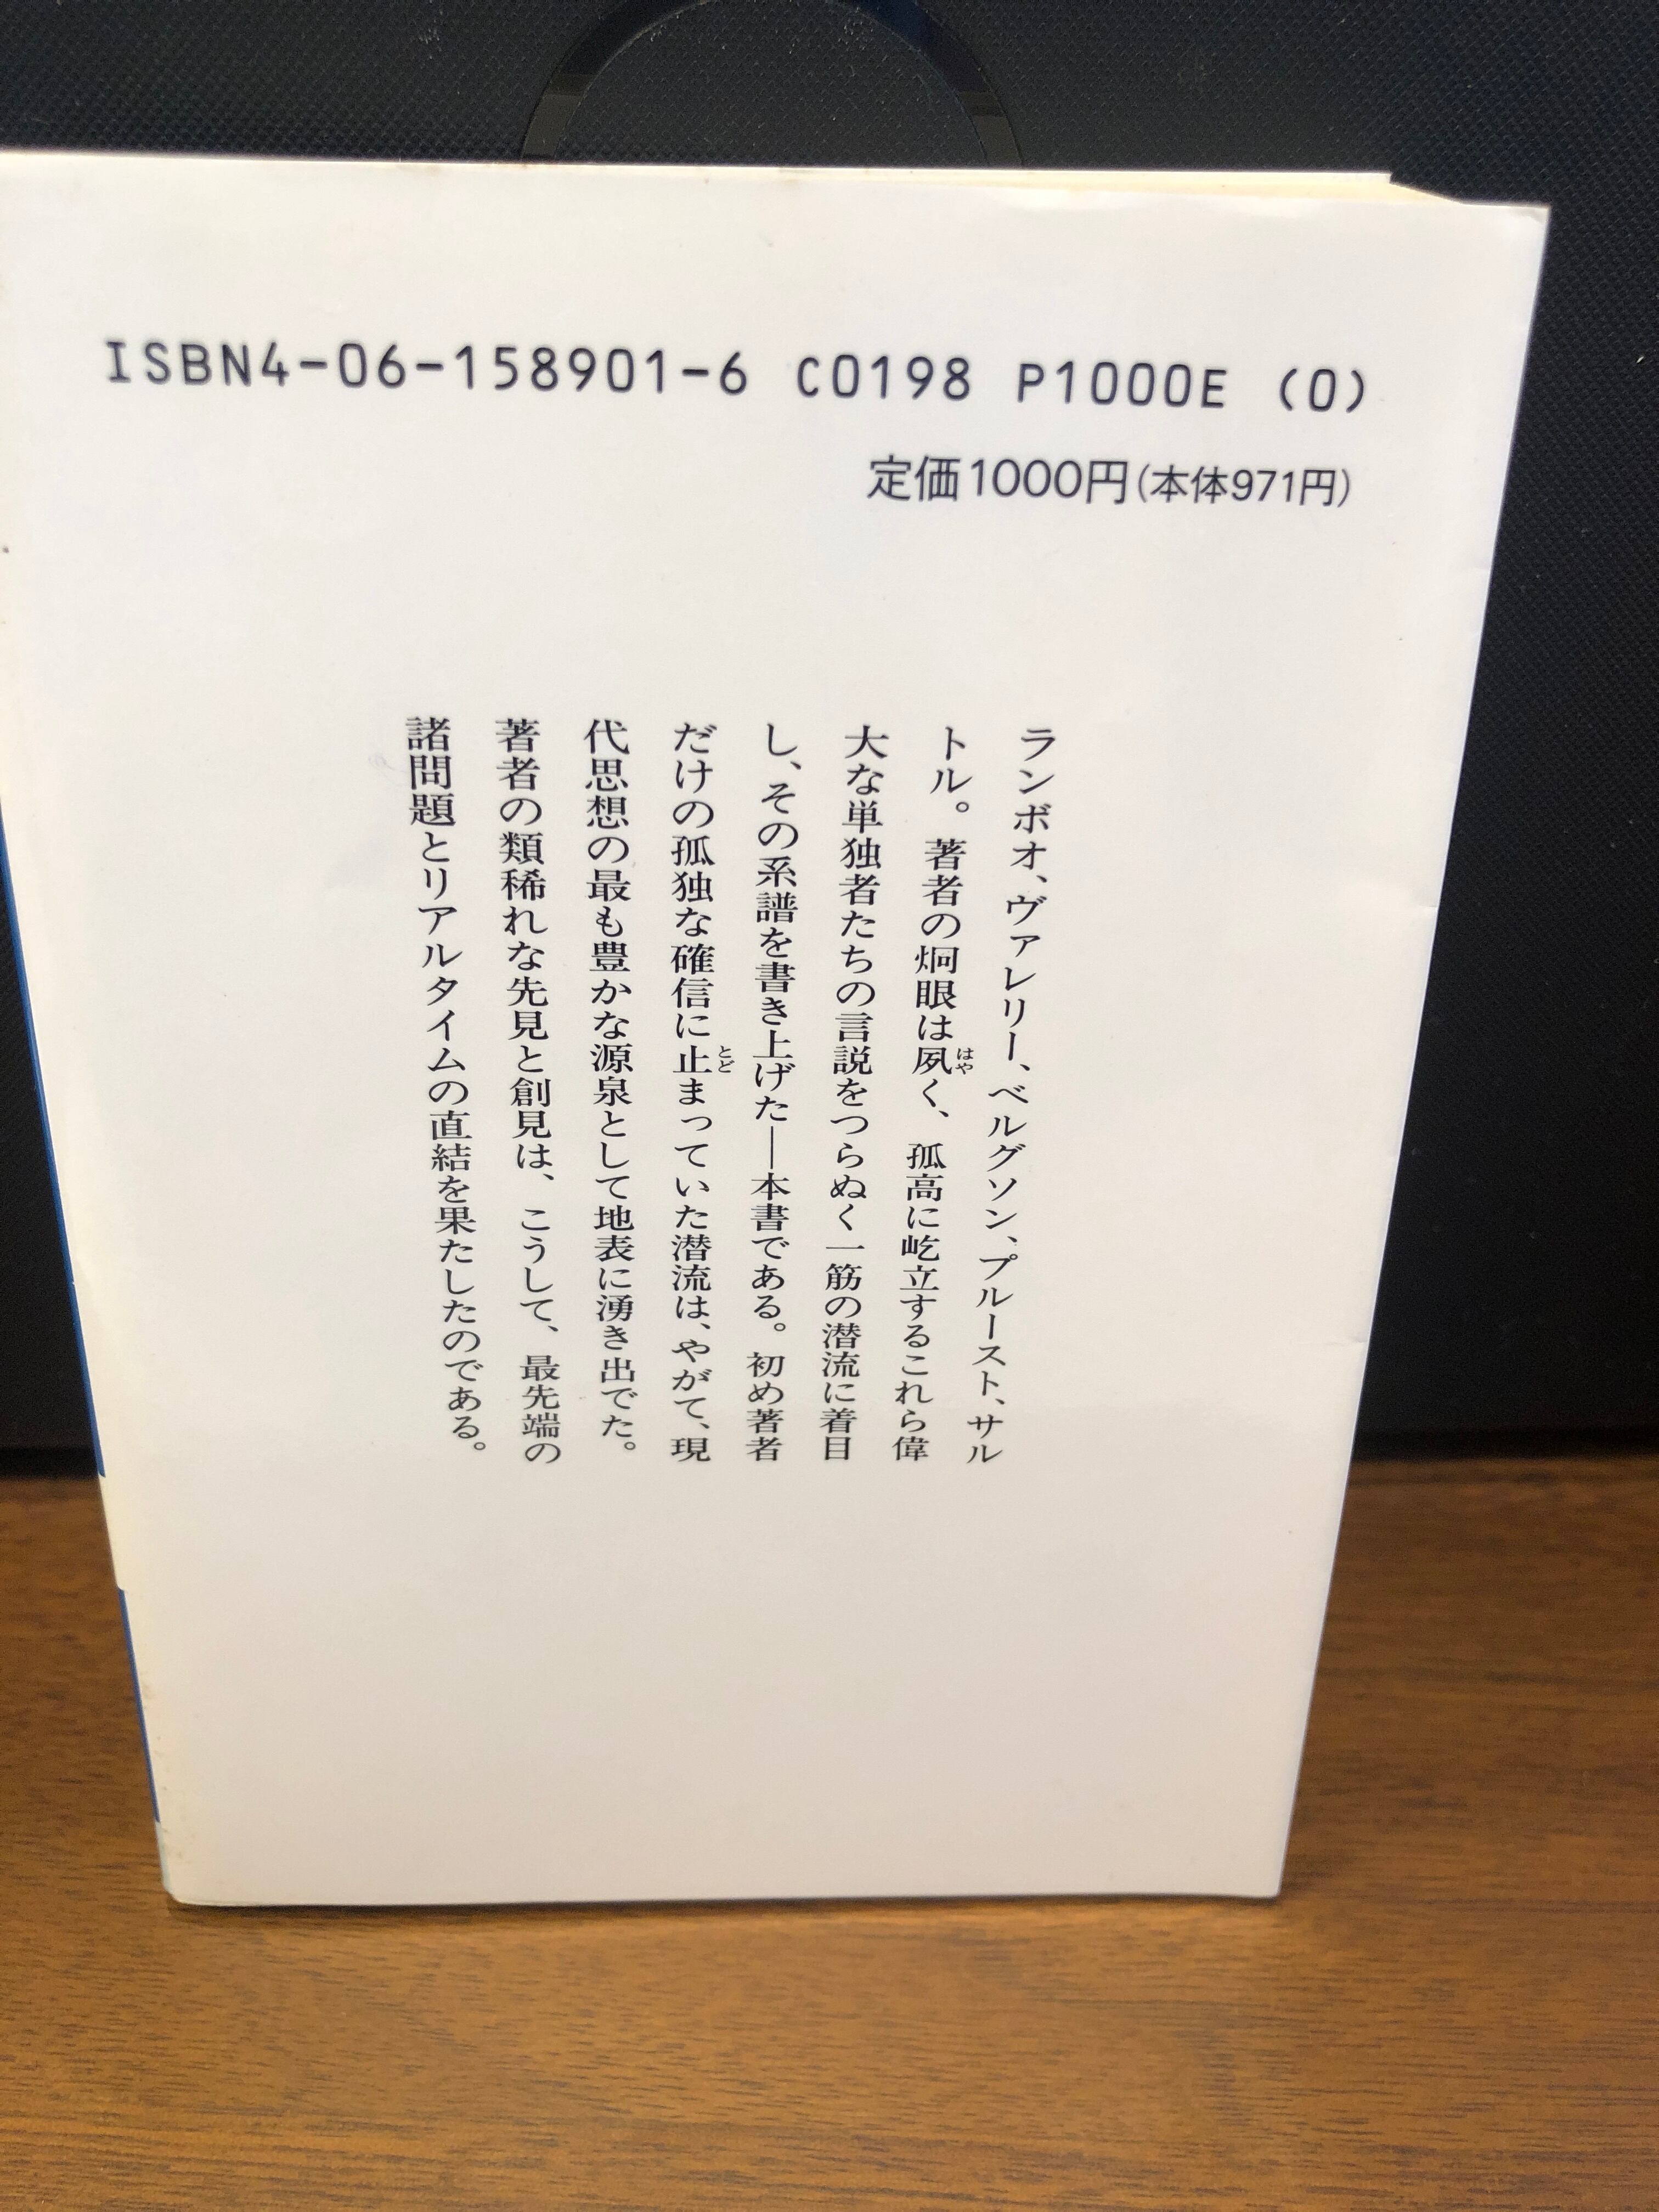 ISBN4-06-158901-6 C0198 P1000E (0)
定価1000円(本体971円)
ランボオ、ヴァレリー、ベルグソン、プルースト、サル
トル。著者の炯眼は夙く、孤高に屹立するこれら偉
はや
大な単独者たちの言説をつらぬく一筋の潜流に着目
し、その系譜を書き上げた―本書である。初め著者
だけの孤独な確信に止まっていた潜流は、やがて、現
とど
代思想の最も豊かな源泉として地表に湧き出でた。
著者の類稀れな先見と創見は、こうして、最先端の
諸問題とリアルタイムの直結を果たしたのである。